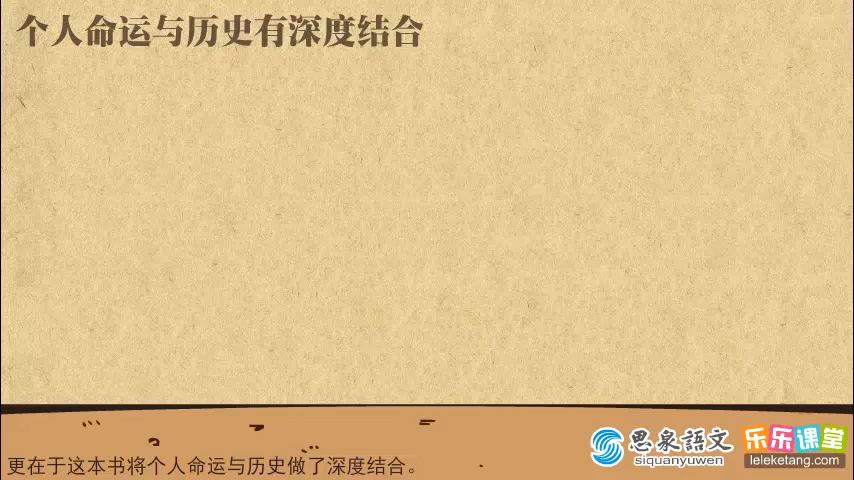 个人命运与历史有深度结合
更在于这本书将个人命运与历史做了深度结合。
思泉語文
siquanyuwen
乐乐课堂
leleketang.com